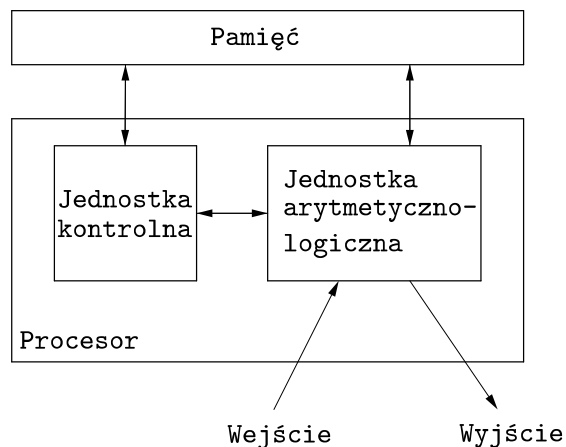 Pamięć
Jednostka
kontrolna
Jednostka
arytmetyczno-
logiczna
Procesor
Wejście
Wyjście